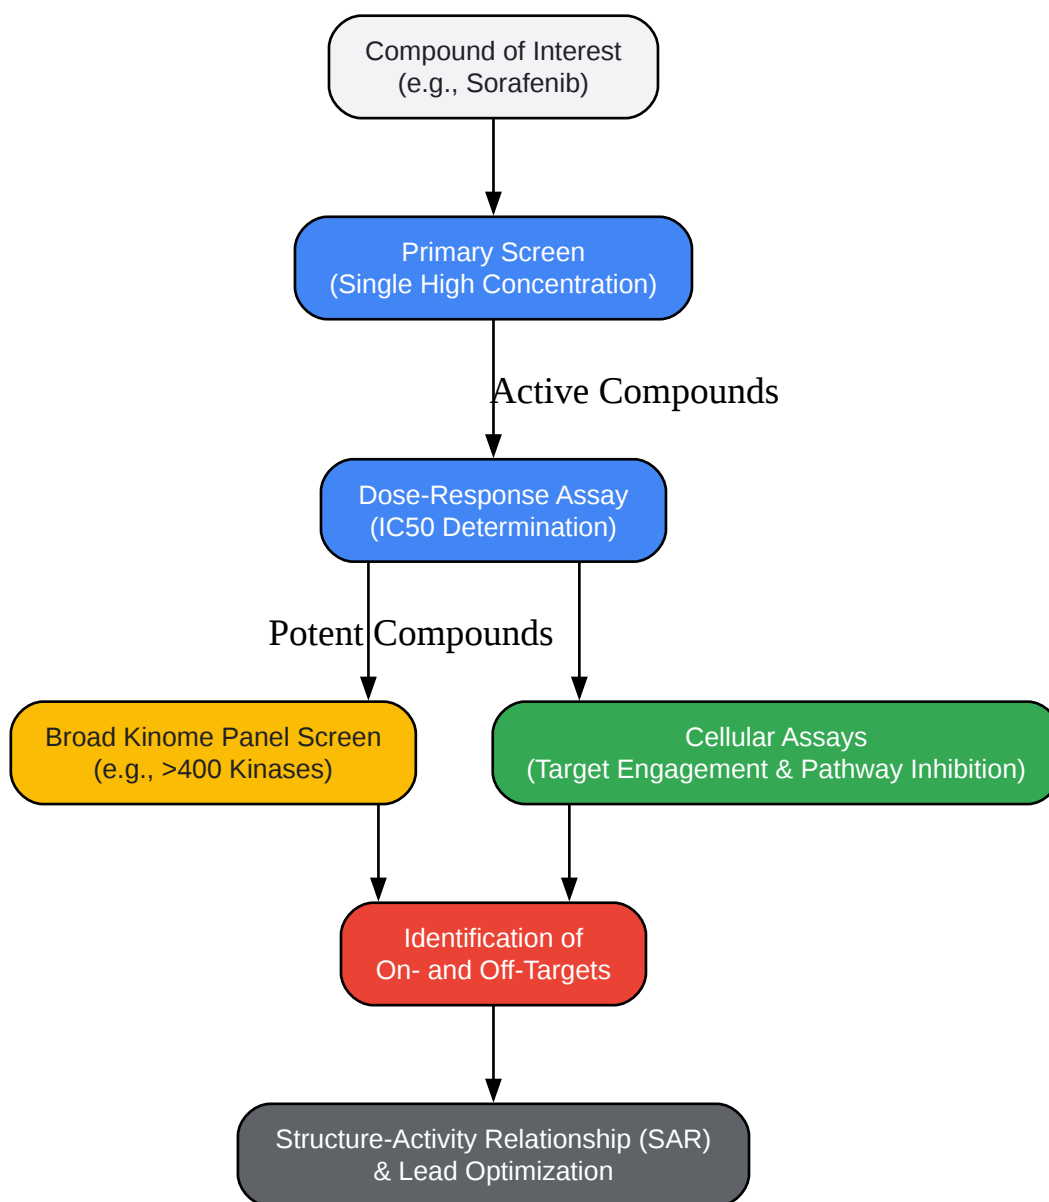 Compound of Interest
(e.g., Sorafenib)
Primary Screen
(Single High Concentration)
Active Compounds
Dose-Response Assay
(IC50 Determination)
Potent Compounds
Broad Kinome Panel Screen
(e.g., >400 Kinases)
Cellular Assays
(Target Engagement & Pathway Inhibition)
Identification of
On- and Off-Targets
Structure-Activity Relationship (SAR)
& Lead Optimization